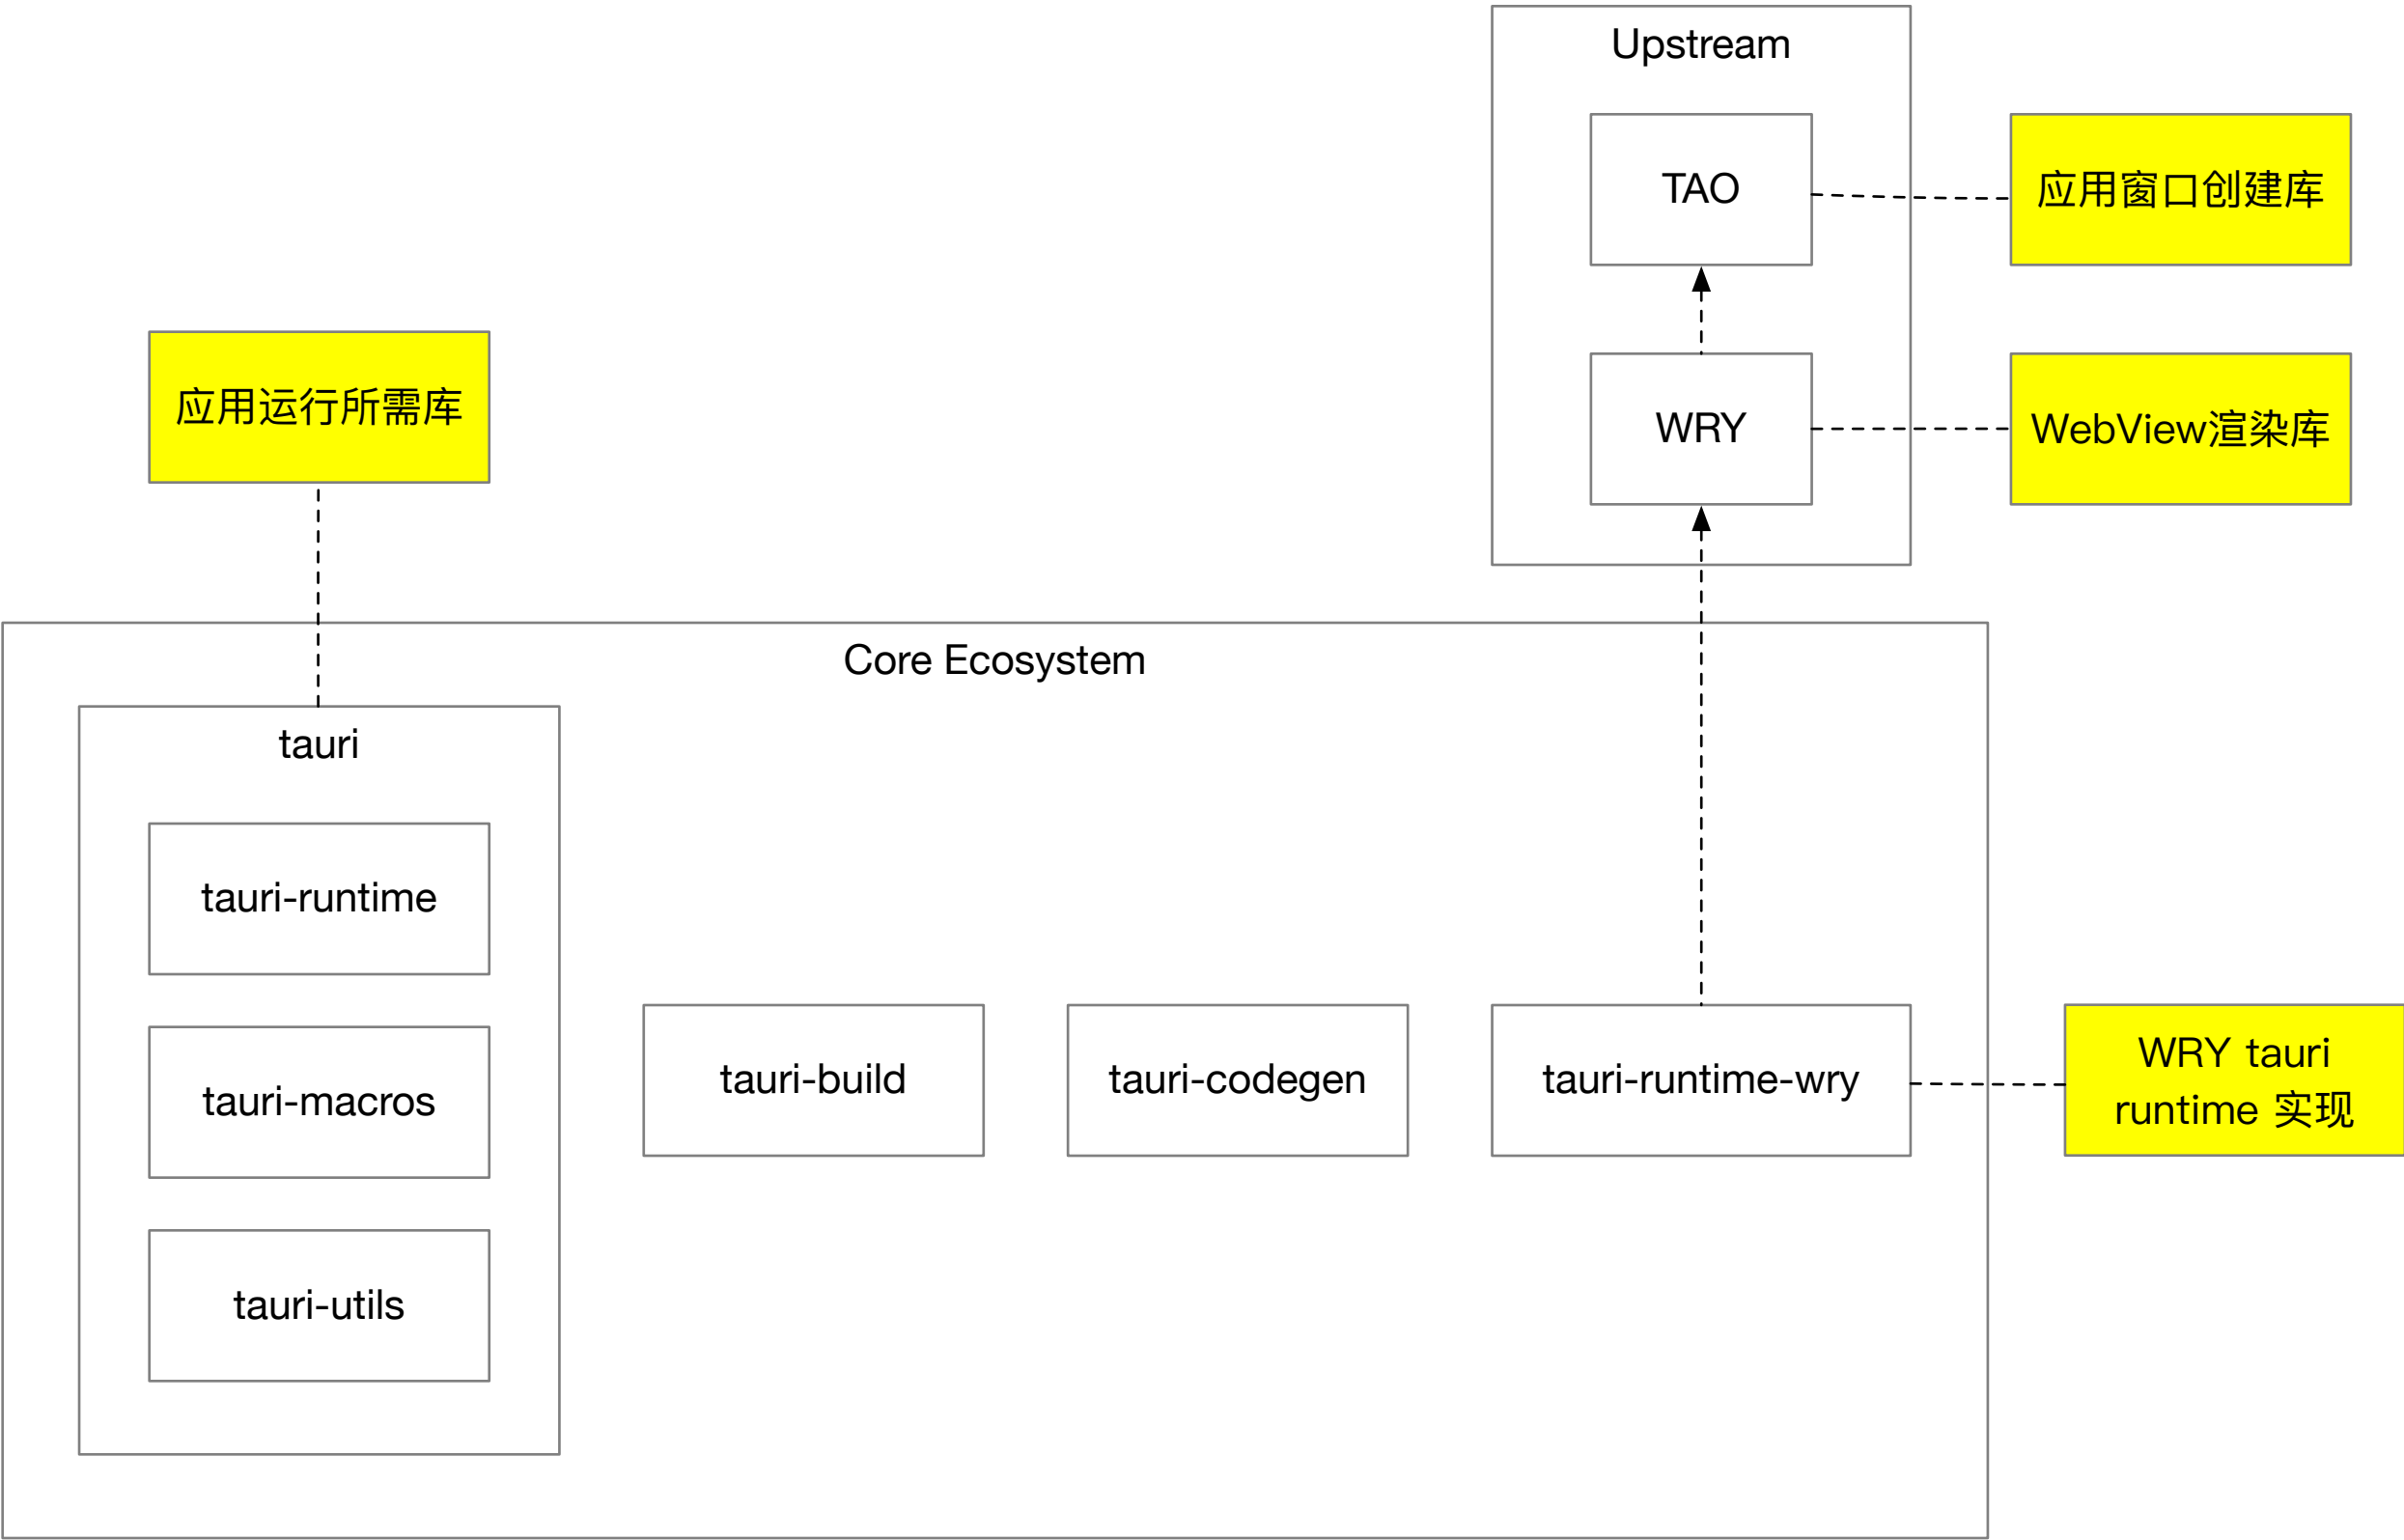 Upstream
TAO
应用窗口创建库
应用运行所需库
WRY
WebView渲染库
Core Ecosystem
tauri
tauri-runtime
tauri-macros
tauri-utils
tauri-build
tauri-codegen
tauri-runtime-wry
WRY tauri
runtime 实现